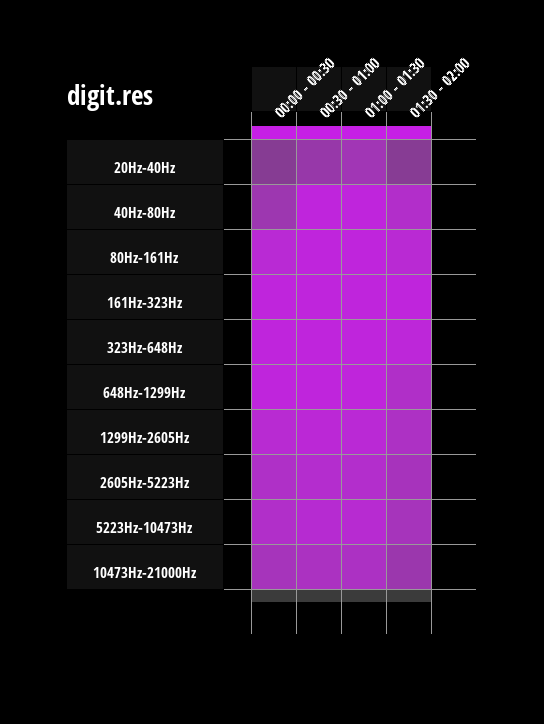 digit.res
00:00 - 00:30
00:30 - 01:00
01:00 - 01:30
01:30 - 02:00
20Hz-40Hz
40Hz-80Hz
80Hz-161Hz
161Hz-323Hz
323Hz-648Hz
648Hz-1299Hz
1299Hz-2605Hz
2605Hz-5223Hz
5223Hz-10473Hz
10473Hz-21000Hz